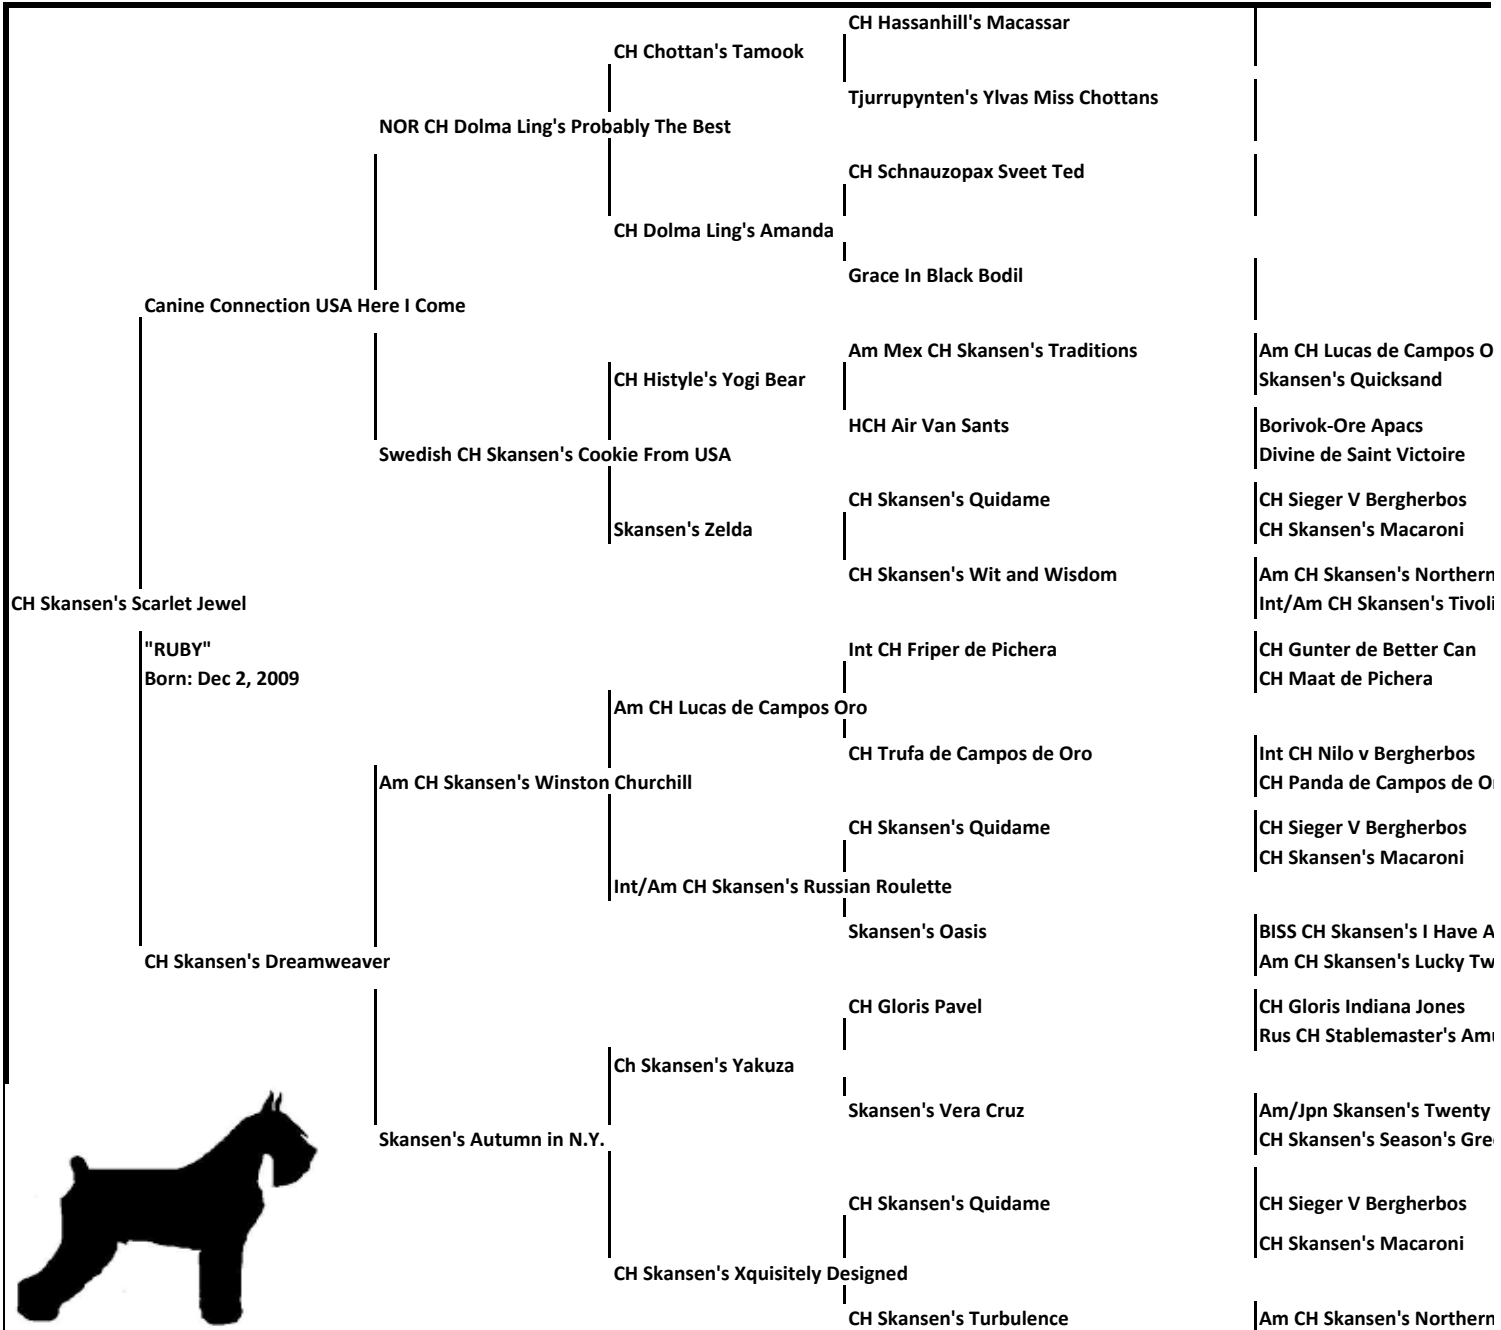 CH Hassanhill's Macassar
CH Chottan's Tamook
Tjurrupynten's Ylvas Miss Chottans
NOR CH Dolma Ling's Probably The Best
CH Schnauzopax Sveet Ted
CH Dolma Ling's Amanda
Grace In Black Bodil
Canine Connection USA Here I Come
Am Mex CH Skansen's Traditions
Am CH Lucas de Campos O
CH Histyle's Yogi Bear
Skansen's Quicksand
HCH Air Van Sants
Borivok-Ore Apacs
Swedish CH Skansen's Cookie From USA
Divine de Saint Victoire
CH Skansen's Quidame
CH Sieger V Bergherbos
Skansen's Zelda
CH Skansen's Macaroni
CH Skansen's Wit and Wisdom
Am CH Skansen's Northern
CH Skansen's Scarlet Jewel
Int/Am CH Skansen's Tivoli
"RUBY"
Int CH Friper de Pichera
CH Gunter de Better Can
Born: Dec 2, 2009
CH Maat de Pichera
Am CH Lucas de Campos Oro
CH Trufa de Campos de Oro
Int CH Nilo v Bergherbos
Am CH Skansen's Winston Churchill
CH Panda de Campos de O
CH Skansen's Quidame
CH Sieger V Bergherbos
CH Skansen's Macaroni
Int/Am CH Skansen's Russian Roulette
Skansen's Oasis
BISS CH Skansen's I Have A
CH Skansen's Dreamweaver
Am CH Skansen's Lucky Tw
CH Gloris Pavel
CH Gloris Indiana Jones
Rus CH Stablemaster's Am
Ch Skansen's Yakuza
Skansen's Vera Cruz
Am/Jpn Skansen's Twenty
Skansen's Autumn in N.Y.
CH Skansen's Season's Gre
CH Skansen's Quidame
CH Sieger V Bergherbos
CH Skansen's Macaroni
CH Skansen's Xquisitely Designed
CH Skansen's Turbulence
Am CH Skansen's Northern